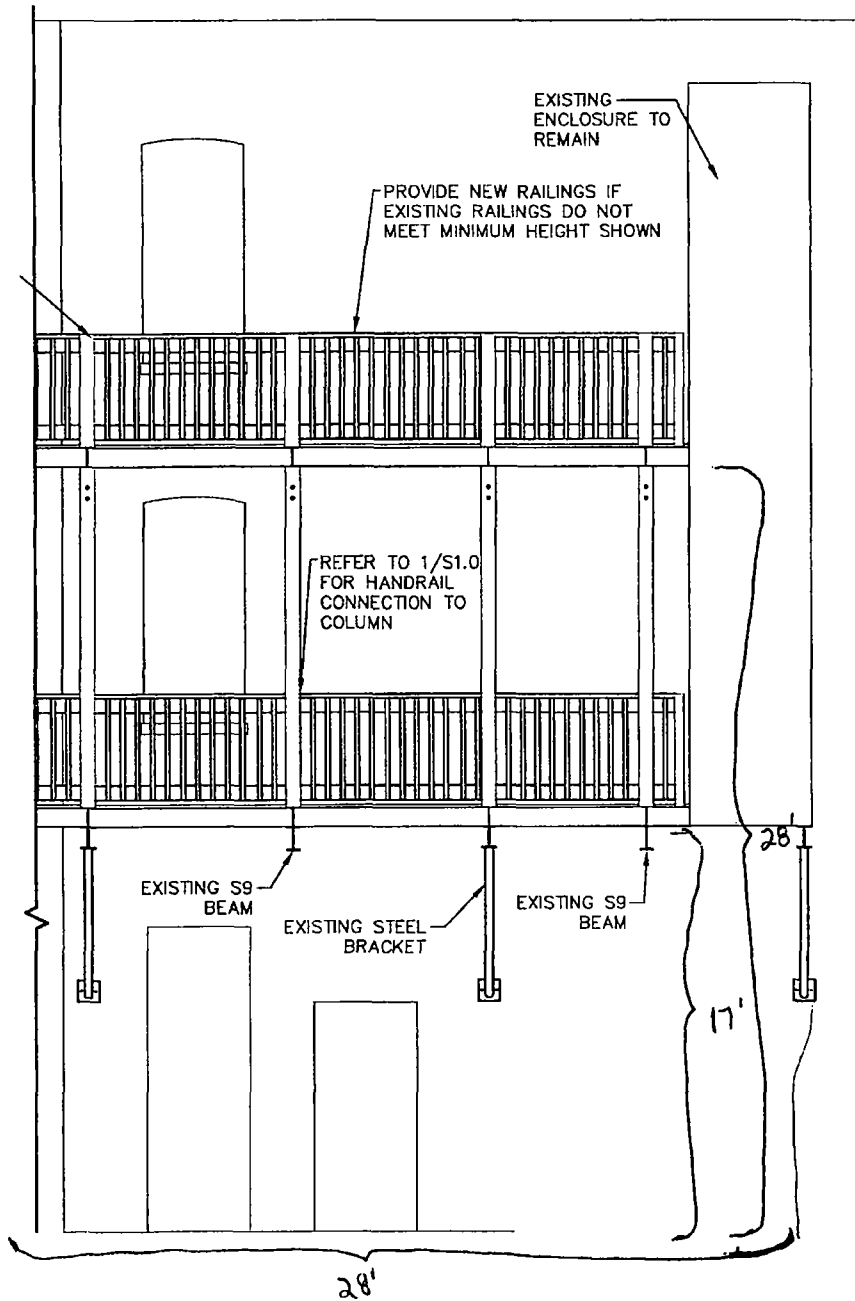 EXISTING
ENCLOSURE TO
REMAIN
PROVIDE NEW RAILINGS IF
EXISTING RAILINGS DO NOT
MEET MINIMUM HEIGHT SHOWN
REFER TO 1/S1.0
FOR HANDRAIL
CONNECTION TO
COLUMN
28'
EXISTING S9
BEAM
EXISTING STEEL
BRACKET
EXISTING S9
BEAM
17'
28'